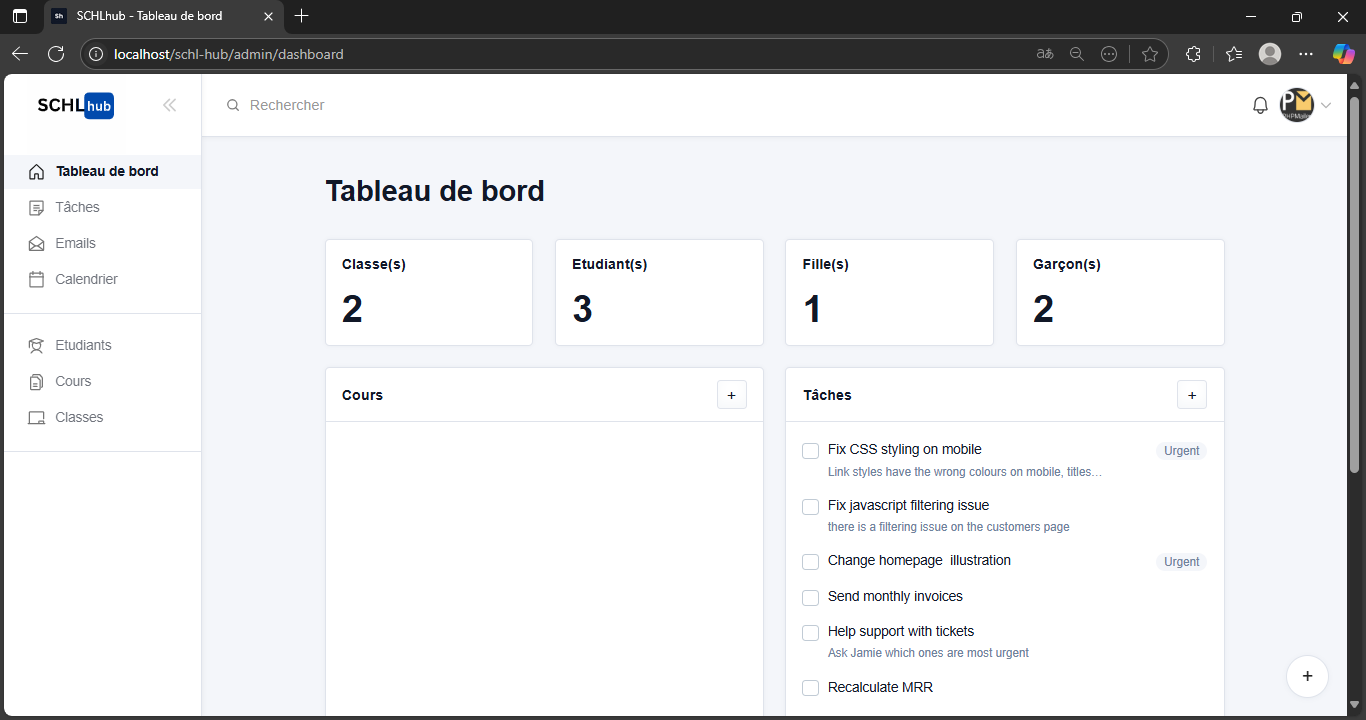 Sh SCHLhub - Tableau de bord
localhost/schl-hub/admin/dashboard
SCHLhub
Rechercher
PM
Tableau de bord
Tâches
Emails
Calendrier
Etudiants
Cours
Classes
Tableau de bord
Classe(s)
2
Etudiant(s)
3
Fille(s)
1
Garçon(s)
2
Cours
+
Tâches
+
Fix CSS styling on mobile
Urgent
Link styles have the wrong colours on mobile, titles...
Fix javascript filtering issue
there is a filtering issue on the customers page
Change homepage illustration
Urgent
Send monthly invoices
Help support with tickets
Ask Jamie which ones are most urgent
Recalculate MRR
+